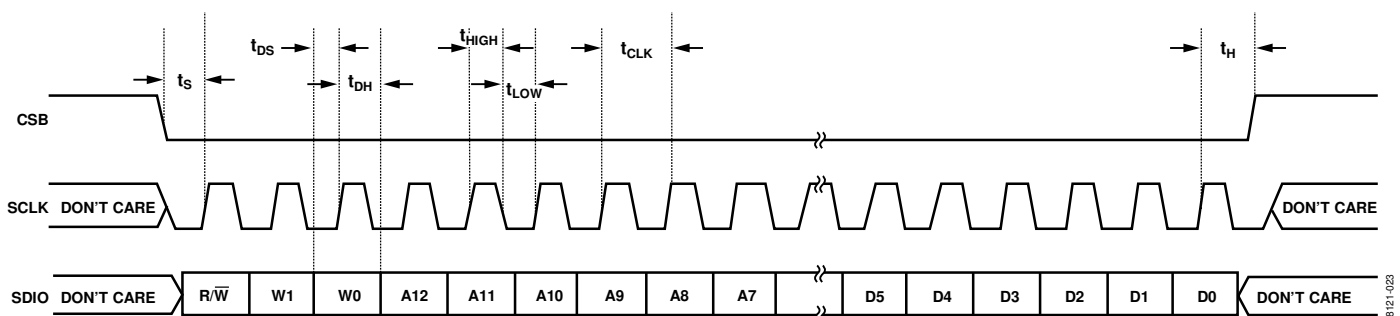 tDS
tHIGH
tCLK
tH
tS
tDH
tLOW
CSB
SCLK DON'T CARE
DON'T CARE
SDIO DON'T CARE R/W̅ W1 W0 A12 A11 A10 A9 A8 A7 D5 D4 D3 D2 D1 D0 DON'T CARE
8121-023